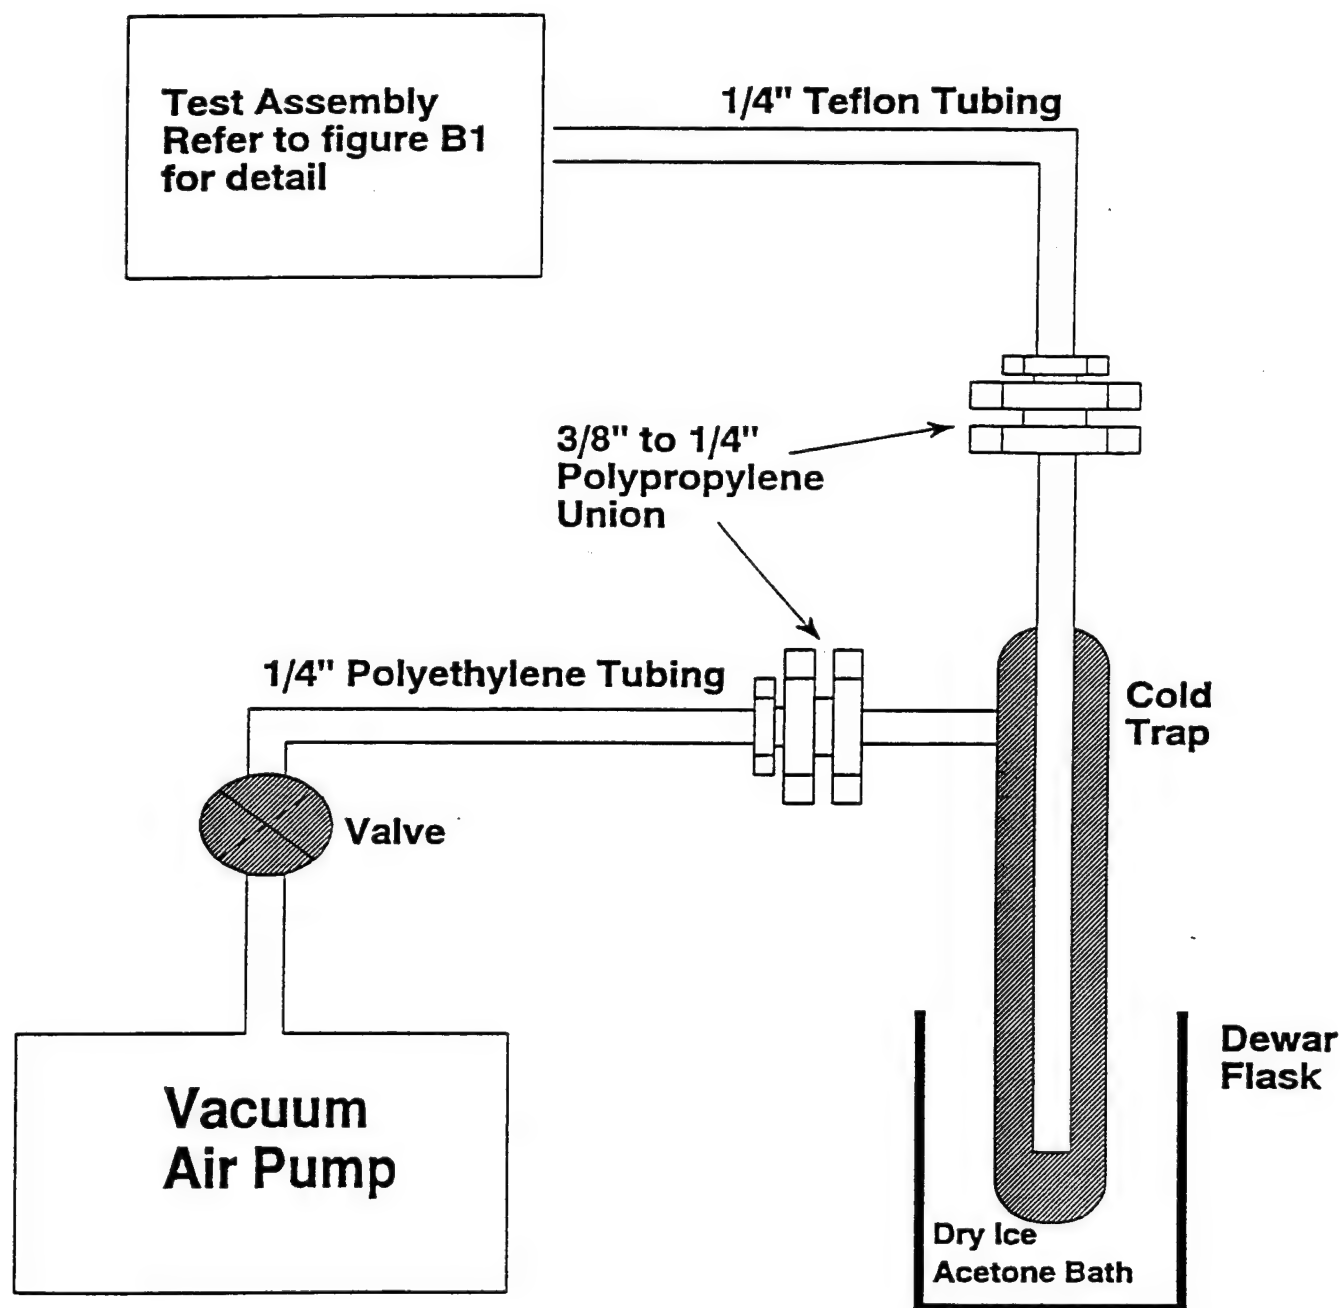 Test Assembly
Refer to figure B1
for detail
1/4" Teflon Tubing
3/8" to 1/4"
Polypropylene
Union
1/4" Polyethylene Tubing
Cold
Trap
Valve
Vacuum
Air Pump
Dewar
Flask
Dry Ice
Acetone Bath